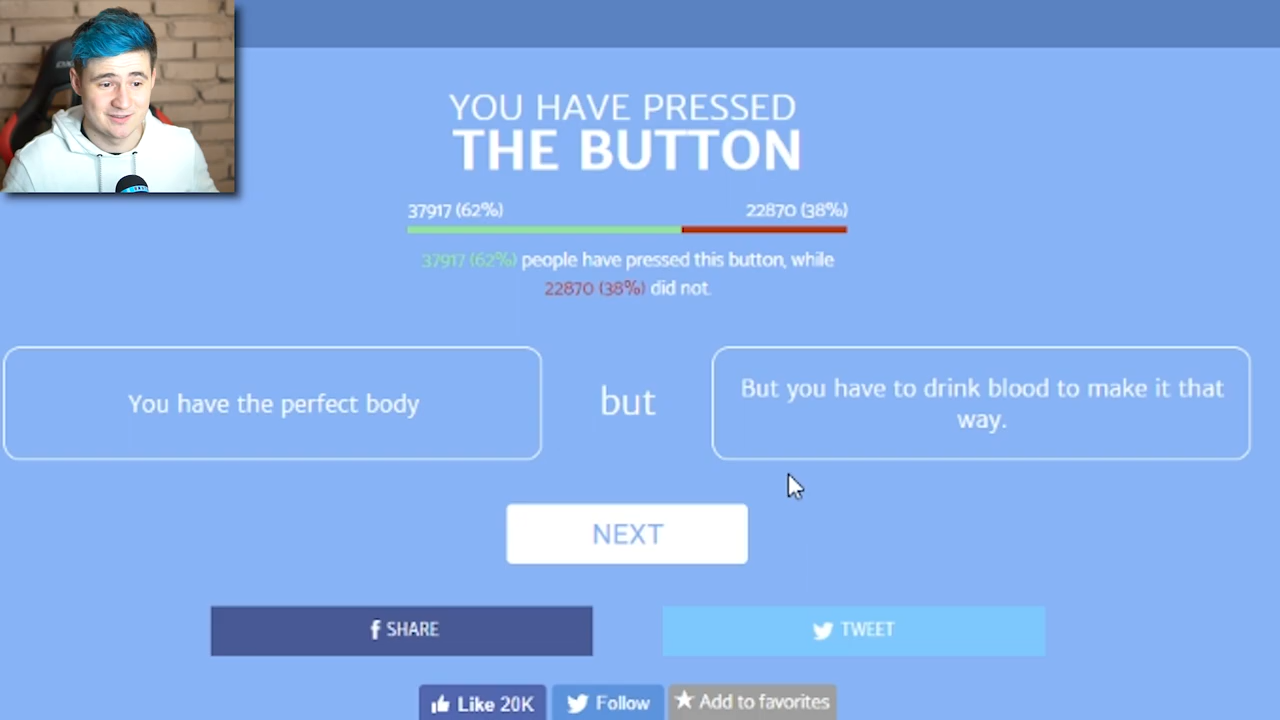 YOU HAVE PRESSED
THE BUTTON
37917 (62%) 22870 (38%)
37917 (62%) people have pressed this button, while
22870 (38%) did not.
You have the perfect body
but
But you have to drink blood to make it that
way.
NEXT
SHARE
TWEET
Like 20K
Follow
Add to favorites